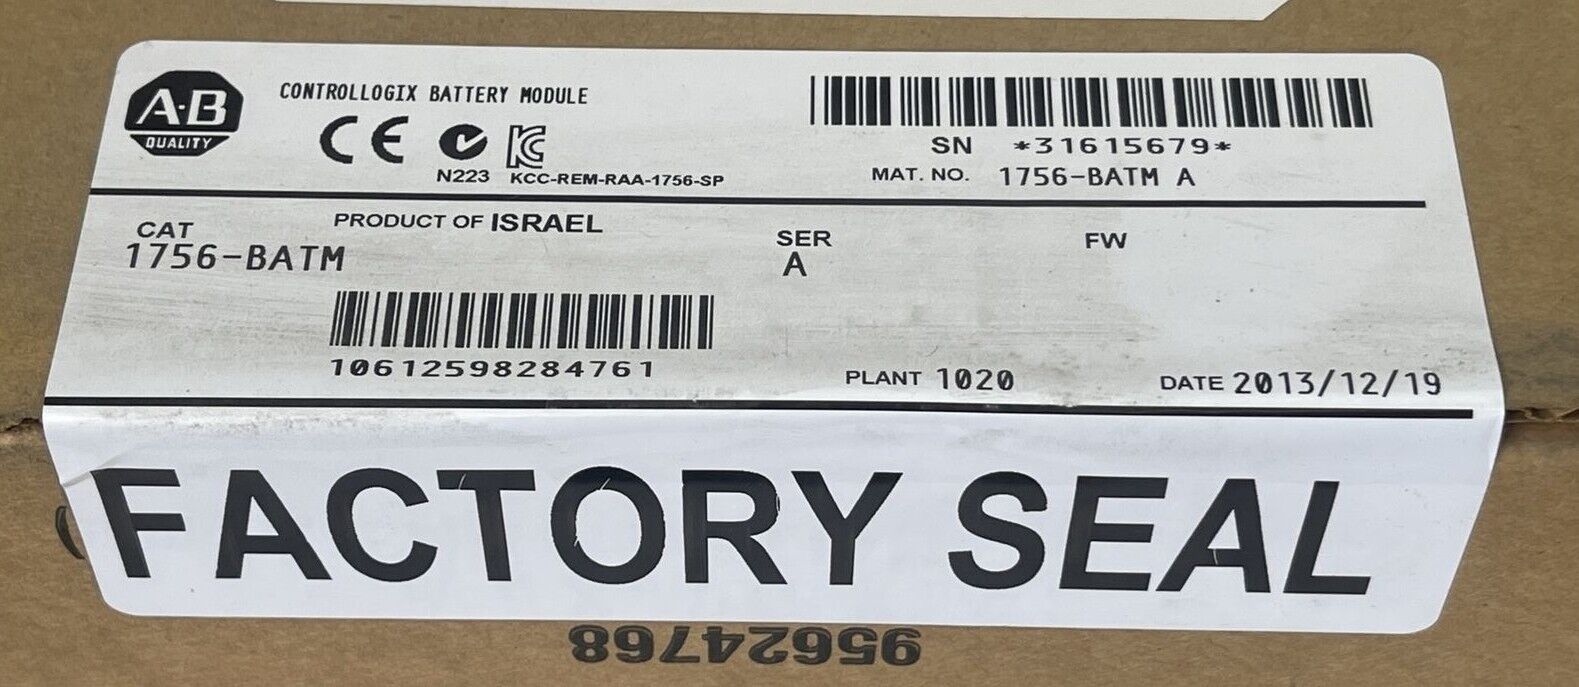 A·B
QUALITY
CONTROLLOGIX BATTERY MODULE
CE
KC
N223 KCC-REM-RAA-1756-SP
SN *31615679*
MAT. NO. 1756-BATM A
PRODUCT OF ISRAEL
CAT
1756-BATM
SER
A
FW
10612598284761
PLANT 1020
DATE 2013/12/19
FACTORY SEAL
95624768